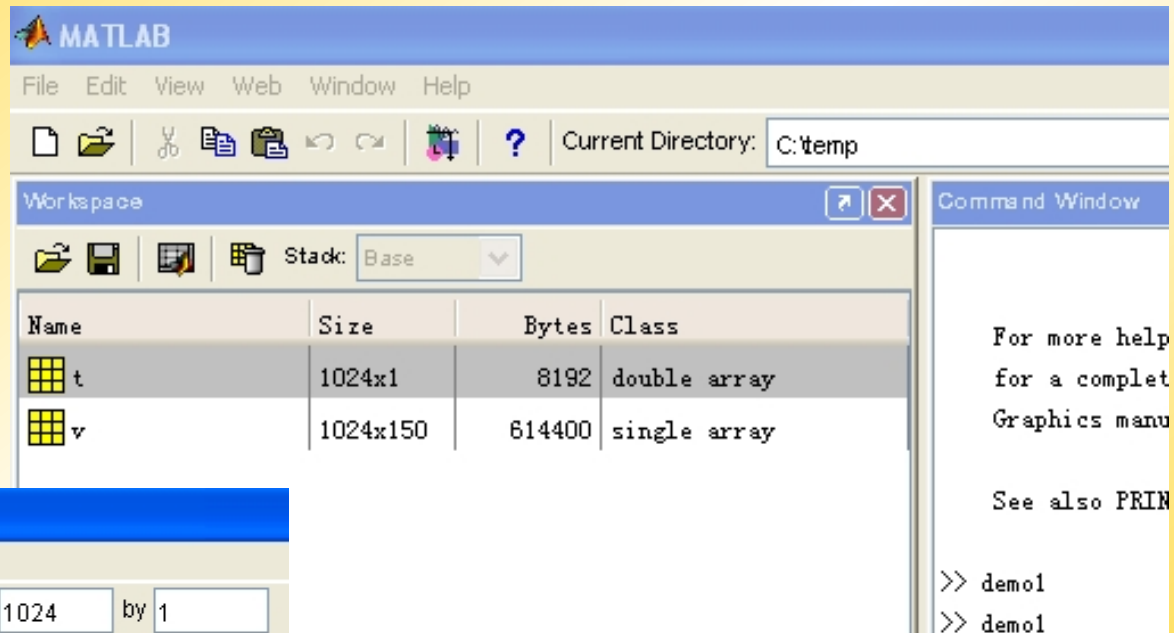 MATLAB
File Edit View Web Window Help
? Current Directory: C:\temp
Workspace
Stack: Base
Name Size Bytes Class
t 1024x1 8192 double array
v 1024x150 614400 single array
1024 by 1
Command Window
For more help
for a complet
Graphics manu
See also PRIN
>> demo1
>> demo1